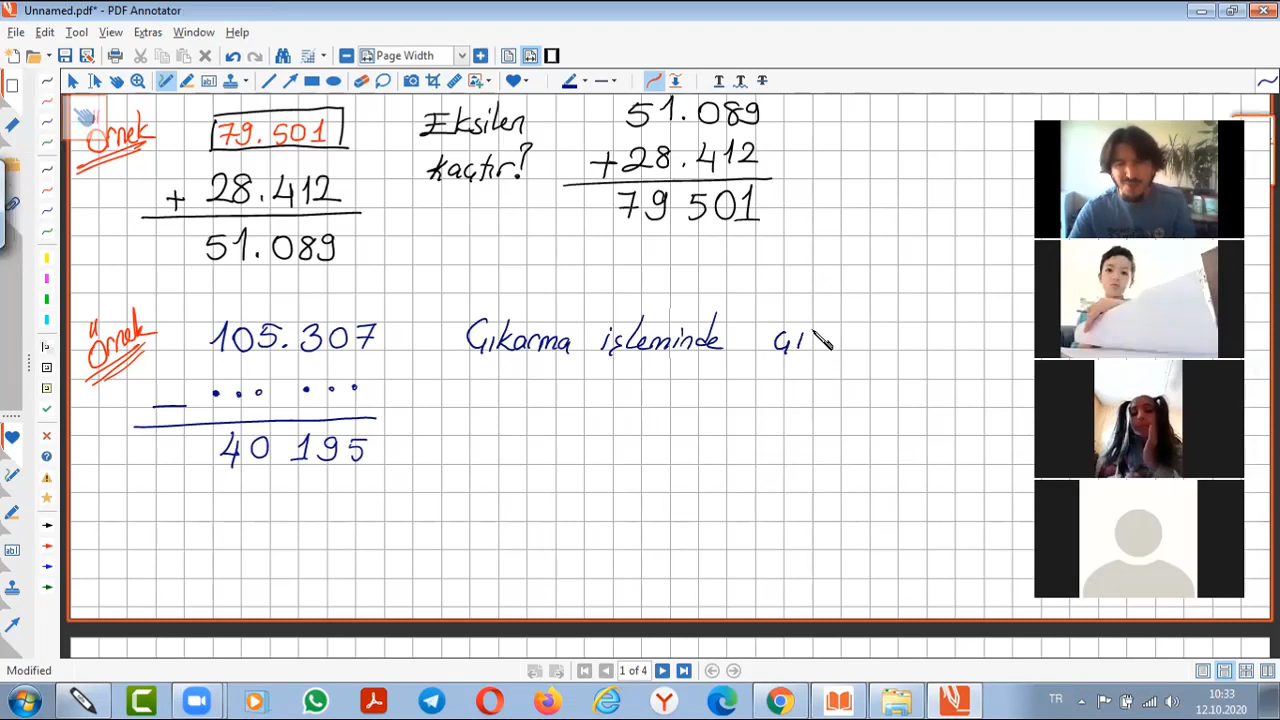 Unnamed.pdf* - PDF Annotator
File Edit Tool View Extras Window Help
Page Width
Örnek
79.501
+ 28.412
51.089
Eksilen
kaçtır?
51.089
+28.412
79 501
Örnek
105.307
— ... ...
40 195
Çıkarma işleminde çı
Modified
1 of 4
TR
10:33
12.10.2020